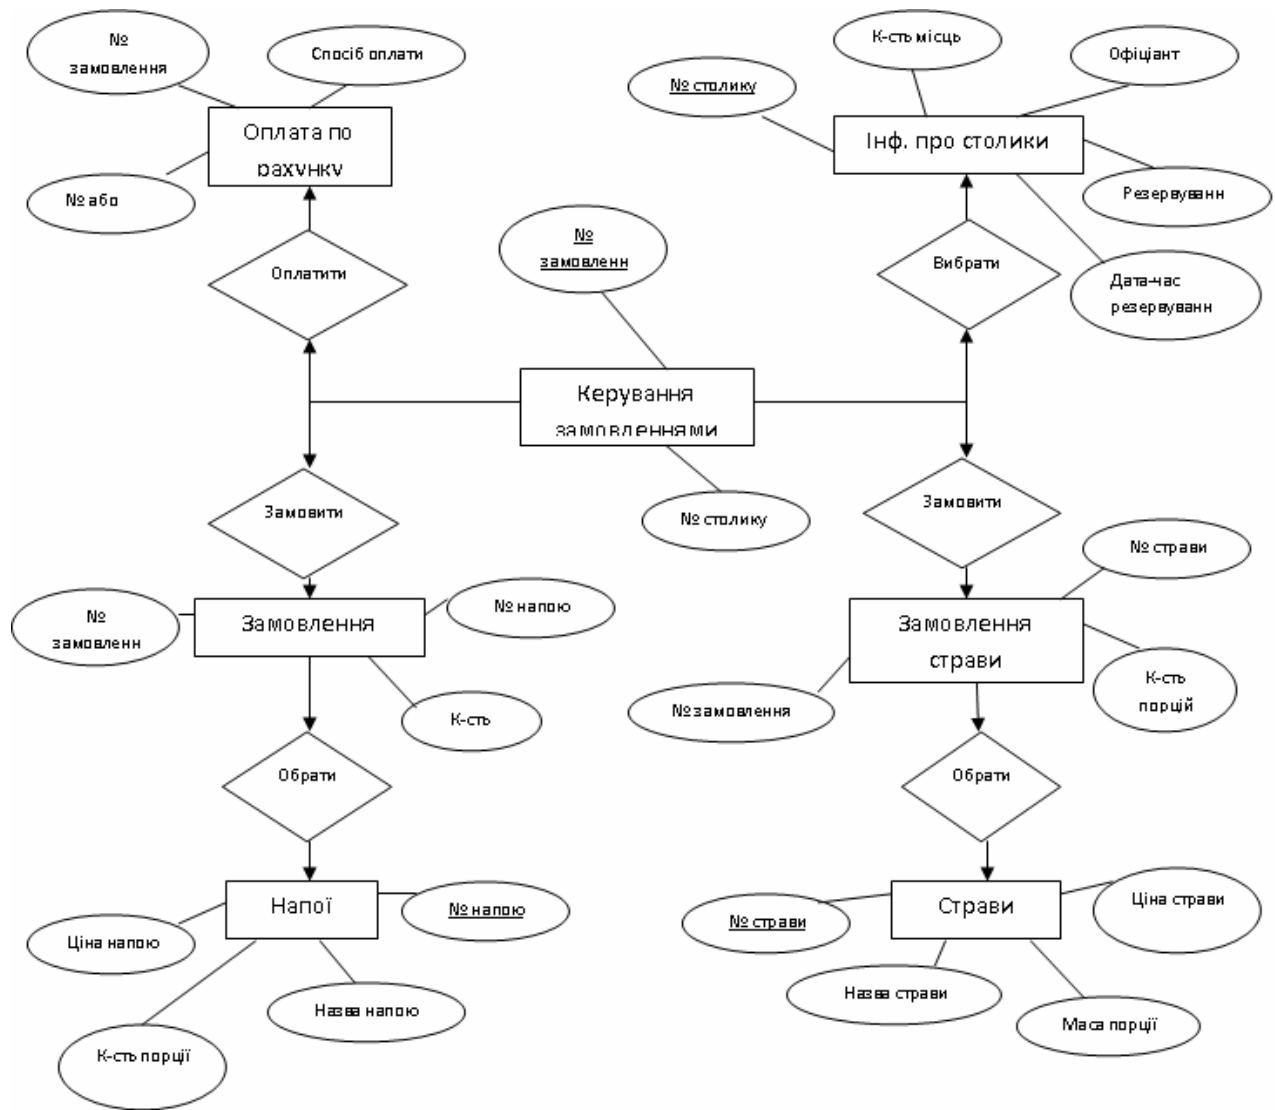 №
замовлення
Спосіб оплати
Оплата по
рахунку
№ або
Оплатити
К-сть місць
Офіціант
№ столику
Інф. про столики
Резервуванн
Дата-час
резервуванн
Вибрати
№
замовленн
Керування
замовленнями
№ столику
Замовити
№
замовленн
Замовлення
№ напою
К-сть
Обрати
Напої
№ напою
Ціна напою
Назва напою
К-сть порції
Замовити
№ страви
Замовлення
страви
К-сть
порцій
№ замовлення
Обрати
Страви
№ страви
Ціна страви
Назва страви
Маса порції